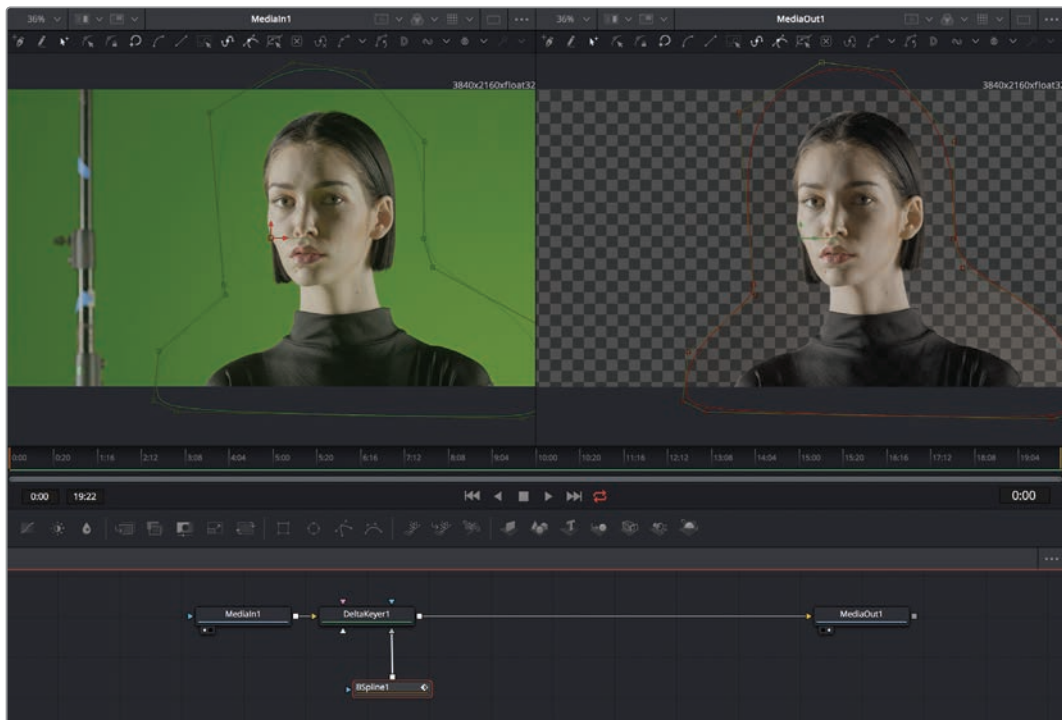 36% MediaIn1 36% MediaOut1
D D
3840x2160xfloat32 3840x2160xfloat32
0:00 0:20 1:16 2:12 3:08 4:04 5:00 5:20 6:16 7:12 8:08 9:04 10:00 10:20 11:16 12:12 13:08 14:04 15:00 15:20 16:16 17:12 18:08 19:04
0:00 19:22 0:00
MediaIn1 DeltaKeyer1 MediaOut1
BSpline1